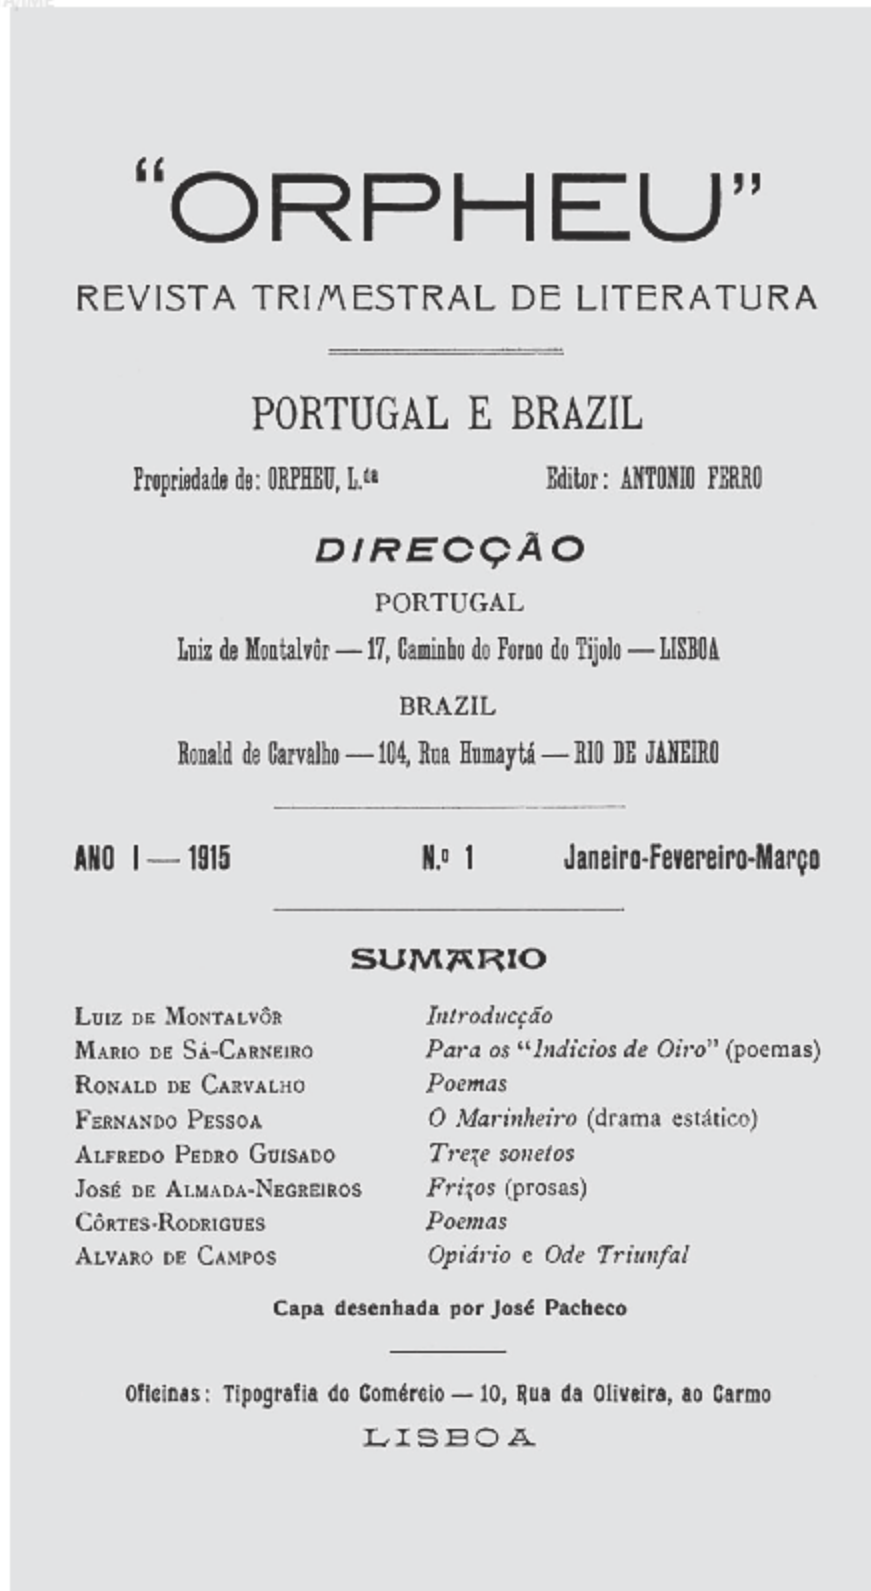 “ORPHEU”
REVISTA TRIMESTRAL DE LITERATURA
PORTUGAL E BRAZIL
Propriedade de: ORPHEU, L.da Editor: ANTONIO FERRO
DIRECÇÃO
PORTUGAL
Luiz de Montalvôr — 17, Caminho do Forno do Tijolo — LISBOA
BRAZIL
Ronald de Carvalho — 104, Rua Humaytá — RIO DE JANEIRO
ANO I — 1915 N.º 1 Janeiro-Fevereiro-Março
SUMARIO
LUIZ DE MONTALVÔR Introducção
MARIO DE SÁ-CARNEIRO Para os “Indicios de Oiro” (poemas)
RONALD DE CARVALHO Poemas
FERNANDO PESSOA O Marinheiro (drama estático)
ALFREDO PEDRO GUISADO Treze sonetos
JOSÉ DE ALMADA-NEGREIROS Frizos (prosas)
CÔRTES-RODRIGUES Poemas
ALVARO DE CAMPOS Opiário e Ode Triunfal
Capa desenhada por José Pacheco
Oficinas: Tipografia do Comércio — 10, Rua da Oliveira, ao Carmo
LISBOA